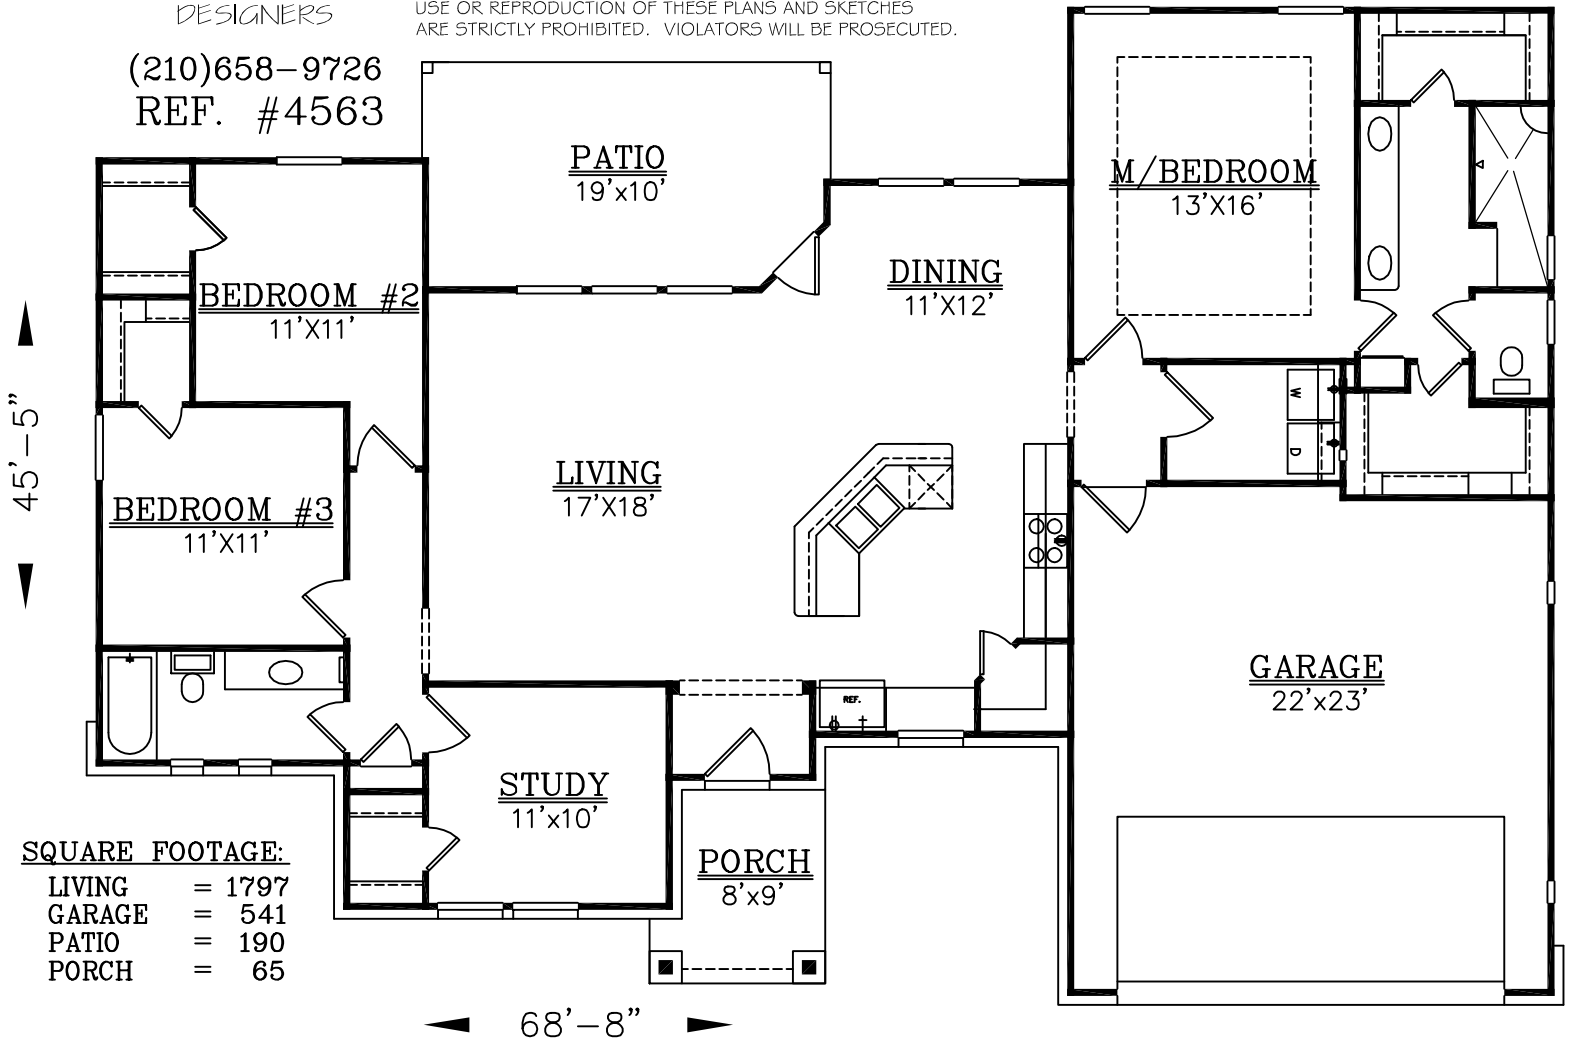 DESIGNERS
USE OR REPRODUCTION OF THESE PLANS AND SKETCHES
ARE STRICTLY PROHIBITED. VIOLATORS WILL BE PROSECUTED.
(210)658-9726
REF. #4563
PATIO
19'x10'
M/BEDROOM
13'X16'
DINING
11'X12'
BEDROOM #2
11'X11'
W
D
45'-5"
LIVING
17'X18'
BEDROOM #3
11'X11'
GARAGE
22'x23'
REF.
STUDY
11'x10'
PORCH
8'x9'
SQUARE FOOTAGE:
LIVING = 1797
GARAGE = 541
PATIO = 190
PORCH = 65
68'-8"